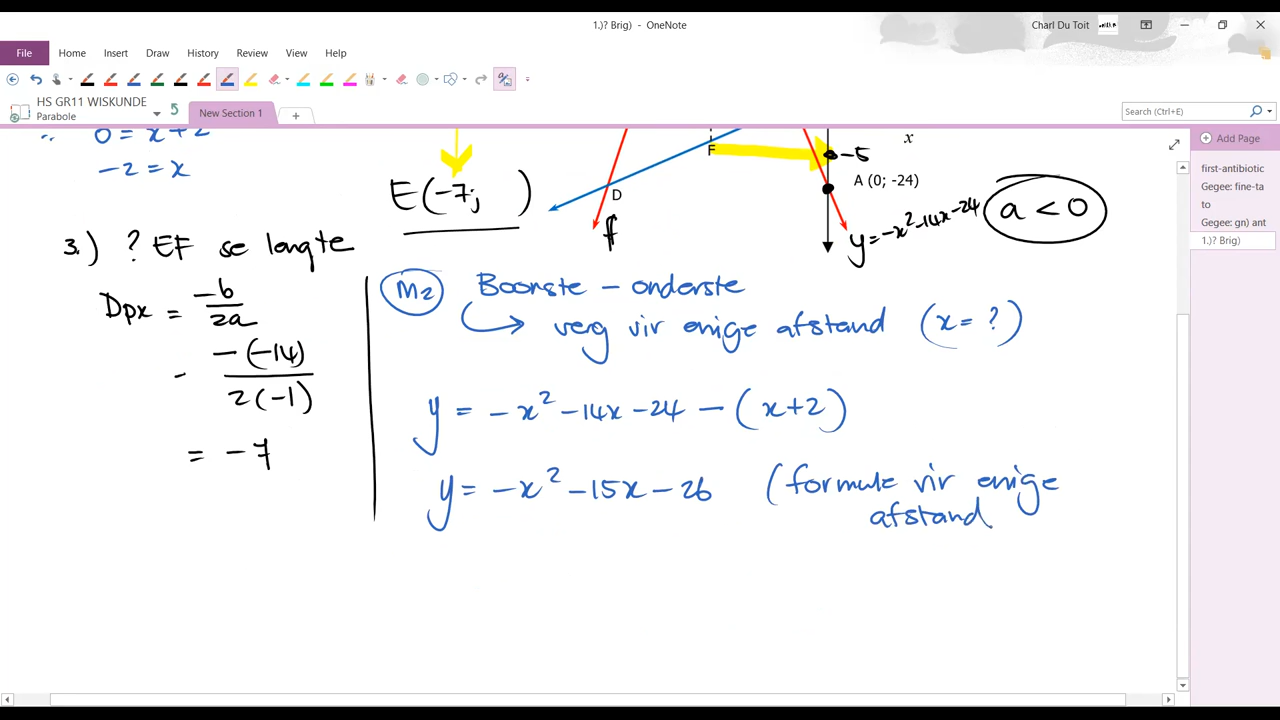 1.)? Brig) - OneNote
Charl Du Toit
File Home Insert Draw History Review View Help
HS GR11 WISKUNDE
Parabole
New Section 1
+
Search (Ctrl+E)
Add Page
first-antibiotic
Gegee: fine-ta
to
Gegee: gn) ant
1.)? Brig)
∴ 0 = x + 2
-2 = x
E(-7; )
D
f
F
x
-5
A (0; -24)
y = -x² -14x -24
a < 0
3.) ? EF se lengte
Dpx = -b / 2a
= -(-14) / 2(-1)
= -7
M2 Boonste - onderste
verg vir enige afstand (x = ?)
y = -x² -14x -24 - (x+2)
y = -x² -15x -26 (formule vir enige
afstand